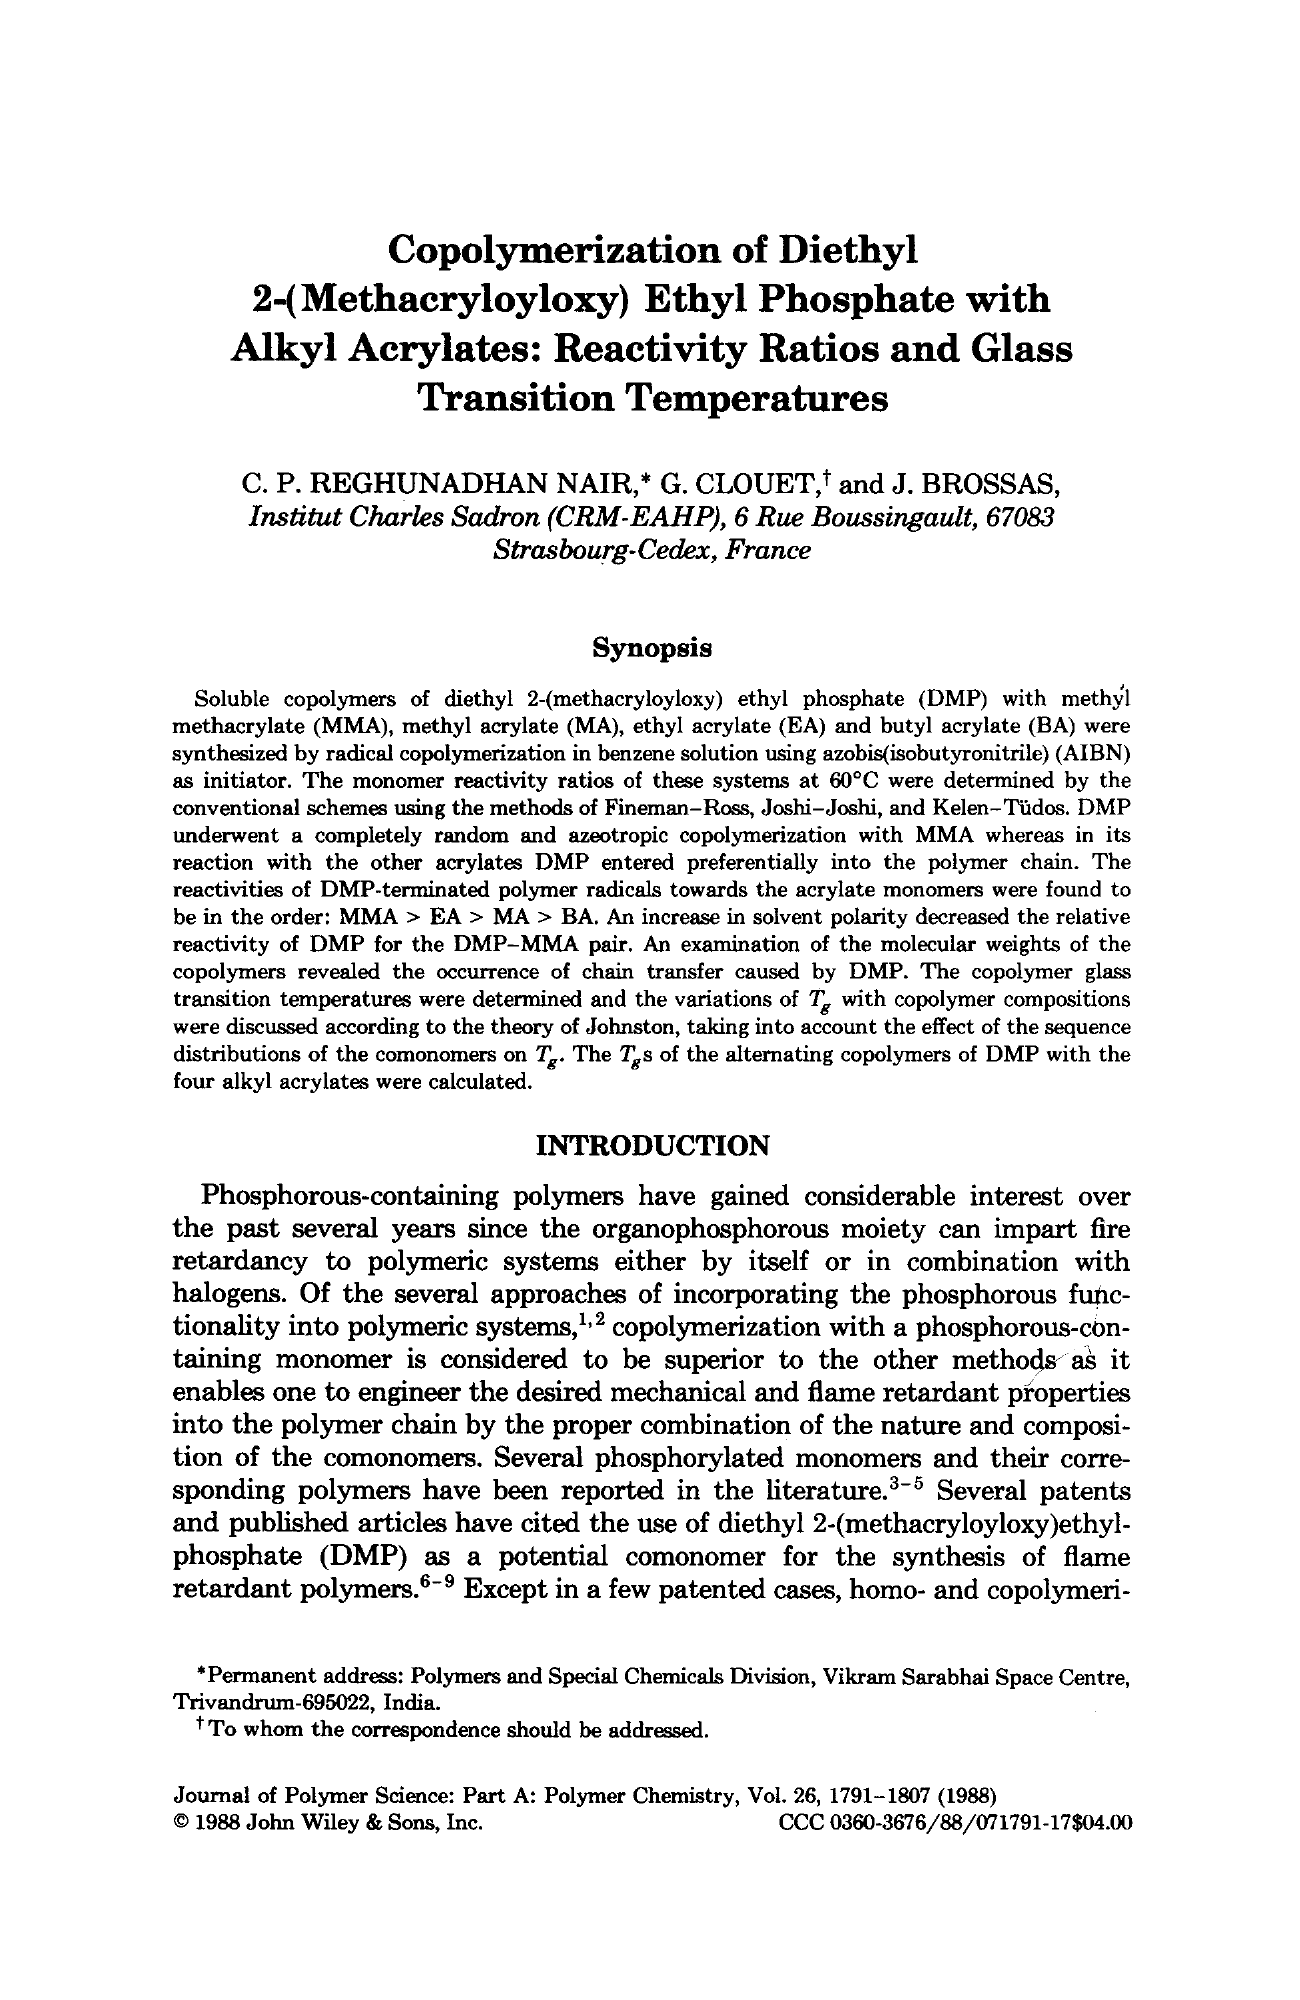 Copolymerization of Diethyl
2-(Methacryloyloxy) Ethyl Phosphate with
Alkyl Acrylates: Reactivity Ratios and Glass
Transition Temperatures
C. P. REGHUNADHAN NAIR,* G. CLOUET,† and J. BROSSAS,
Institut Charles Sadron (CRM-EAHP), 6 Rue Boussingault, 67083
Strasbourg-Cedex, France
Synopsis
Soluble copolymers of diethyl 2-(methacryloyloxy) ethyl phosphate (DMP) with methyl
methacrylate (MMA), methyl acrylate (MA), ethyl acrylate (EA) and butyl acrylate (BA) were
synthesized by radical copolymerization in benzene solution using azobis(isobutyronitrile) (AIBN)
as initiator. The monomer reactivity ratios of these systems at 60°C were determined by the
conventional schemes using the methods of Fineman–Ross, Joshi–Joshi, and Kelen–Tüdos. DMP
underwent a completely random and azeotropic copolymerization with MMA whereas in its
reaction with the other acrylates DMP entered preferentially into the polymer chain. The
reactivities of DMP-terminated polymer radicals towards the acrylate monomers were found to
be in the order: MMA > EA > MA > BA. An increase in solvent polarity decreased the relative
reactivity of DMP for the DMP–MMA pair. An examination of the molecular weights of the
copolymers revealed the occurrence of chain transfer caused by DMP. The copolymer glass
transition temperatures were determined and the variations of Tg with copolymer compositions
were discussed according to the theory of Johnston, taking into account the effect of the sequence
distributions of the comonomers on Tg. The Tgs of the alternating copolymers of DMP with the
four alkyl acrylates were calculated.
INTRODUCTION
Phosphorous-containing polymers have gained considerable interest over
the past several years since the organophosphorous moiety can impart fire
retardancy to polymeric systems either by itself or in combination with
halogens. Of the several approaches of incorporating the phosphorous func-
tionality into polymeric systems,1,2 copolymerization with a phosphorous-con-
taining monomer is considered to be superior to the other methods as it
enables one to engineer the desired mechanical and flame retardant properties
into the polymer chain by the proper combination of the nature and composi-
tion of the comonomers. Several phosphorylated monomers and their corre-
sponding polymers have been reported in the literature.3–5 Several patents
and published articles have cited the use of diethyl 2-(methacryloyloxy)ethyl-
phosphate (DMP) as a potential comonomer for the synthesis of flame
retardant polymers.6–9 Except in a few patented cases, homo- and copolymeri-
*Permanent address: Polymers and Special Chemicals Division, Vikram Sarabhai Space Centre,
Trivandrum-695022, India.
†To whom the correspondence should be addressed.
Journal of Polymer Science: Part A: Polymer Chemistry, Vol. 26, 1791–1807 (1988)
© 1988 John Wiley & Sons, Inc. CCC 0360-3676/88/071791-17$04.00